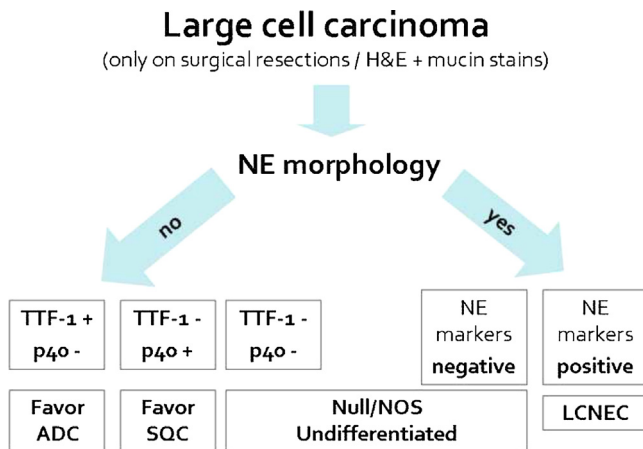 Large cell carcinoma
(only on surgical resections / H&E + mucin stains)
NE morphology
no
yes
TTF-1 +
p40 -
TTF-1 -
p40 +
TTF-1 -
p40 -
NE
markers
negative
NE
markers
positive
Favor
ADC
Favor
SQC
Null/NOS
Undifferentiated
LCNEC